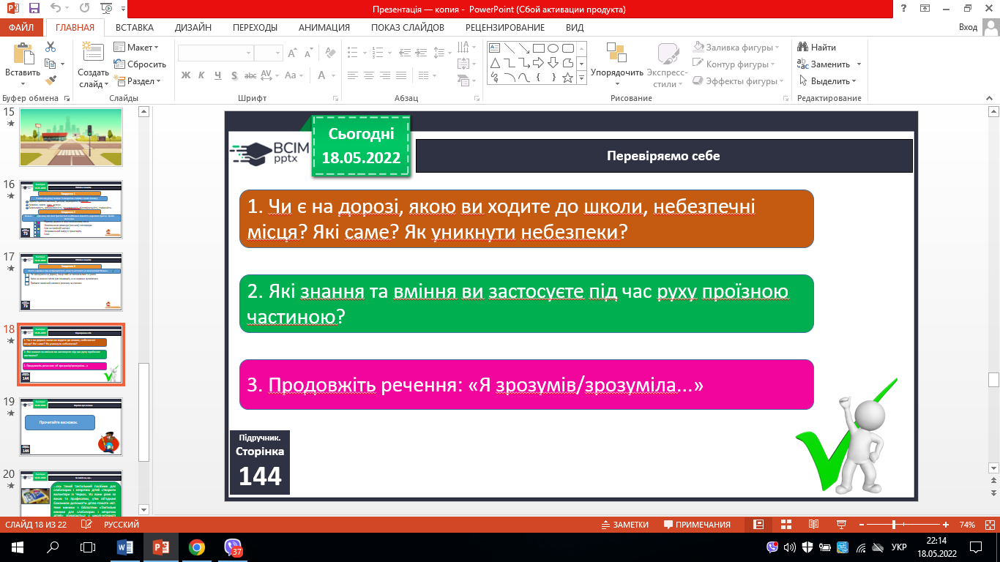 Презентація — копия - PowerPoint (Сбой активации продукта)
ФАЙЛ ГЛАВНАЯ ВСТАВКА ДИЗАЙН ПЕРЕХОДЫ АНИМАЦИЯ ПОКАЗ СЛАЙДОВ РЕЦЕНЗИРОВАНИЕ ВИД Вход
Вставить
Буфер обмена
Создать слайд
Макет
Сбросить
Раздел
Слайды
Шрифт
Абзац
Упорядочить
Экспресс-стили
Заливка фигуры
Контур фигуры
Эффекты фигуры
Рисование
Найти
Заменить
Выделить
Редактирование
15
16
17
18
19
Прочитайте висновок.
20
Сьогодні
18.05.2022
ВСІМ
pptx
Перевіряємо себе
1. Чи є на дорозі, якою ви ходите до школи, небезпечні
місця? Які саме? Як уникнути небезпеки?
2. Які знання та вміння ви застосуєте під час руху проїзною
частиною?
3. Продовжіть речення: «Я зрозумів/зрозуміла...»
Підручник.
Сторінка
144
СЛАЙД 18 ИЗ 22 РУССКИЙ ЗАМЕТКИ ПРИМЕЧАНИЯ 74%
37
УКР
22:14
18.05.2022